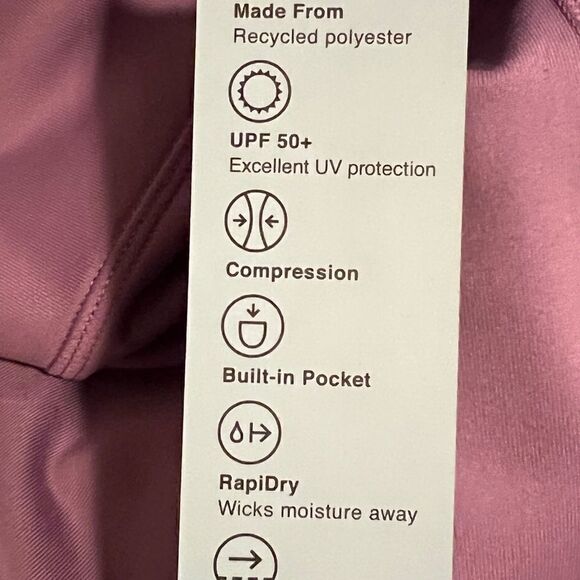 Made From
Recycled polyester
UPF 50+
Excellent UV protection
Compression
Built-in Pocket
RapiDry
Wicks moisture away